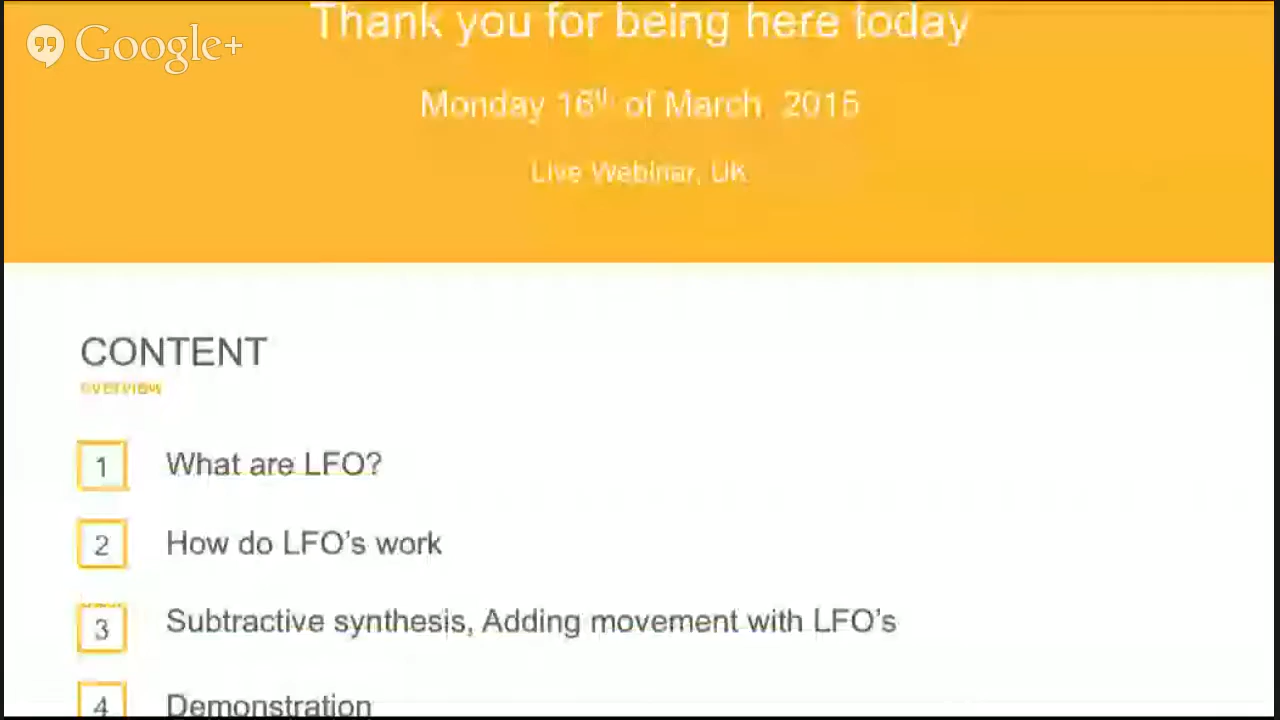 Google+
Thank you for being here today
Monday 16th of March 2015
Live Webinar, UK
CONTENT
OVERVIEW
1 What are LFO?
2 How do LFO's work
3 Subtractive synthesis, Adding movement with LFO's
4 Demonstration